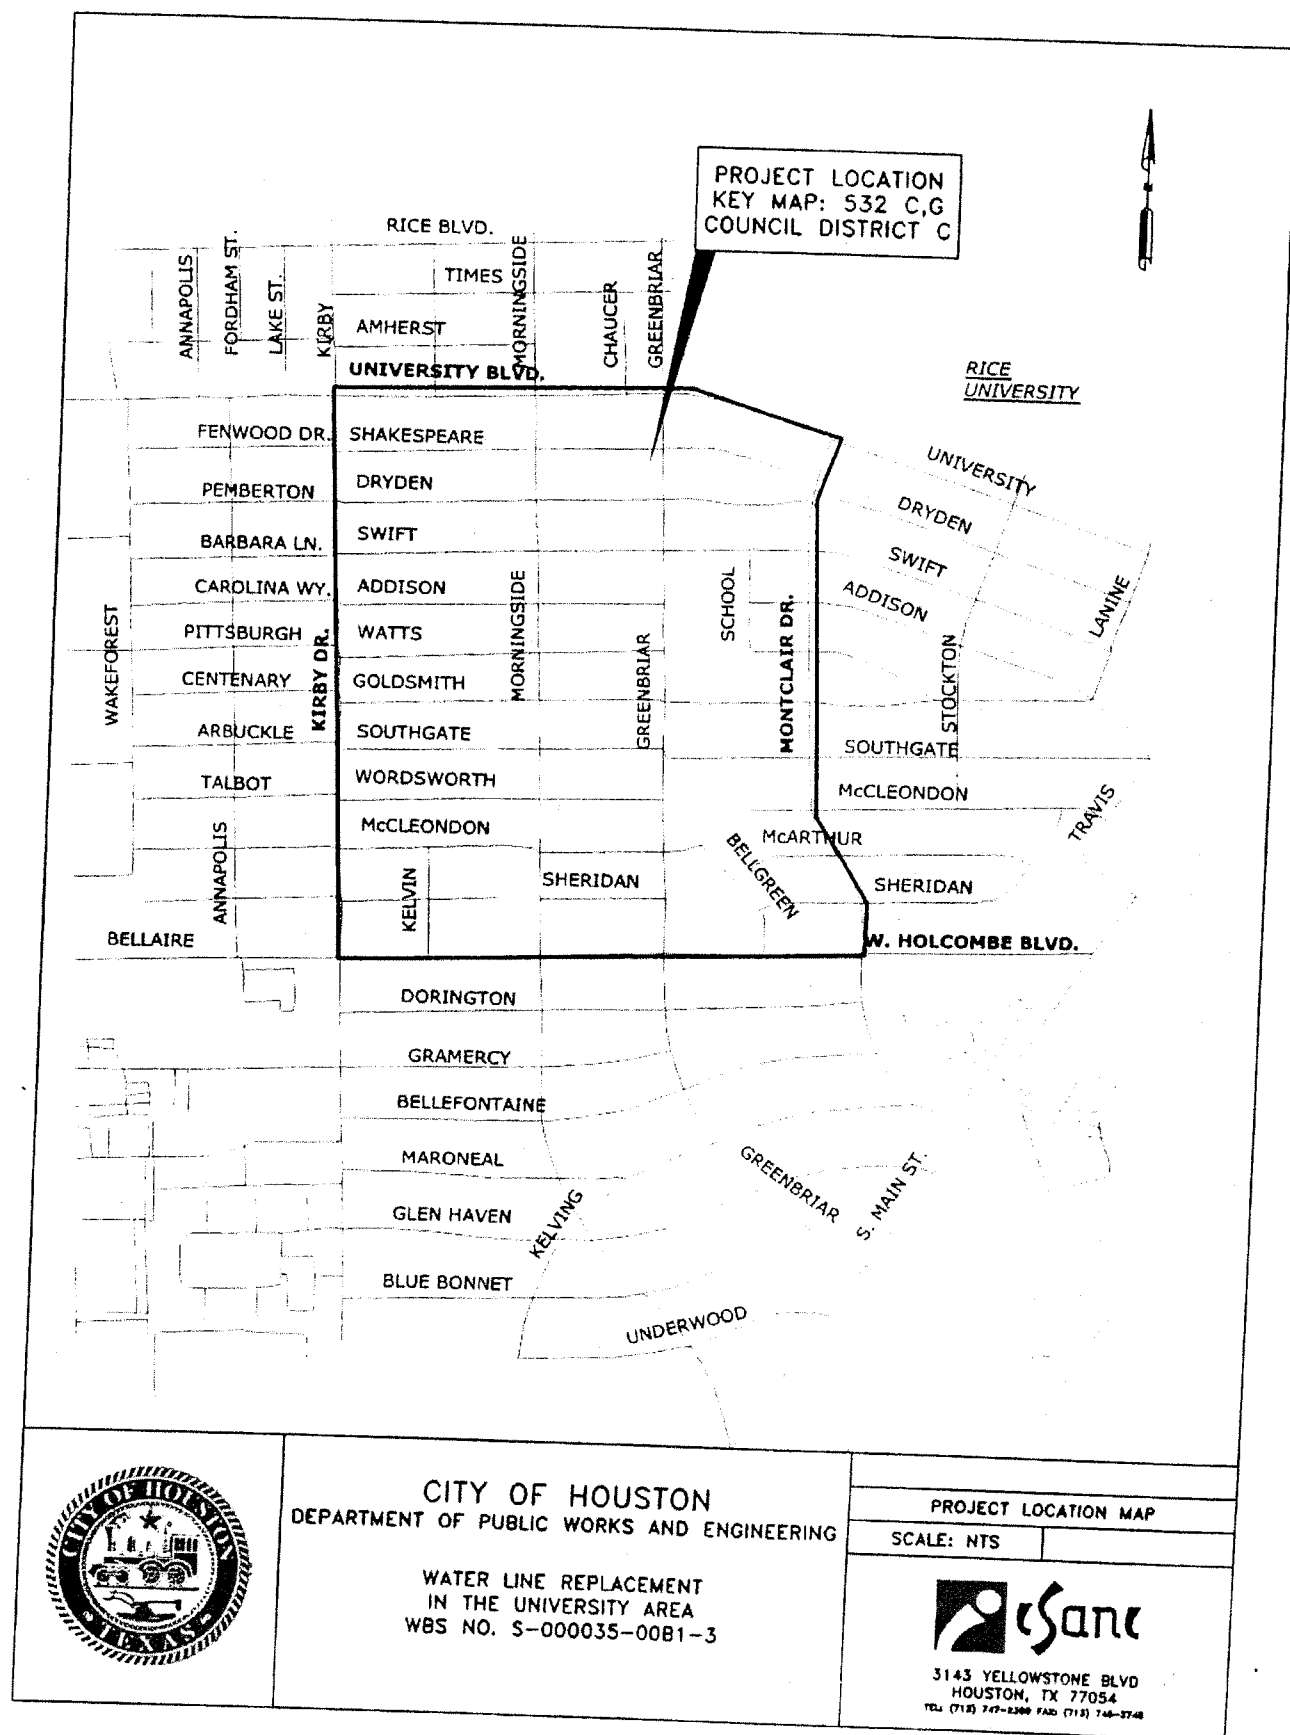 PROJECT LOCATION
KEY MAP: 532 C,G
COUNCIL DISTRICT C
RICE BLVD.
ANNAPOLIS
FORDHAM ST.
LAKE ST.
KIRBY
TIMES
MORNINGSIDE
CHAUCER
GREENBRIAR
AMHERST
UNIVERSITY BLVD.
RICE
UNIVERSITY
FENWOOD DR.
SHAKESPEARE
UNIVERSITY
PEMBERTON
DRYDEN
DRYDEN
BARBARA LN.
SWIFT
SWIFT
CAROLINA WY.
ADDISON
ADDISON
MORNINGSIDE
SCHOOL
MONTCLAIR DR.
LANINE
WAKEFOREST
PITTSBURGH
KIRBY DR.
WATTS
GREENBRIAR
STOCKTON
CENTENARY
GOLDSMITH
ARBUCKLE
SOUTHGATE
SOUTHGATE
TALBOT
WORDSWORTH
McCLEONDON
TRAVIS
McCLEONDON
McARTHUR
ANNAPOLIS
KELVIN
SHERIDAN
BELLGREEN
SHERIDAN
BELLAIRE
W. HOLCOMBE BLVD.
DORINGTON
GRAMERCY
BELLEFONTAINE
MARONEAL
GREENBRIAR
S. MAIN ST.
GLEN HAVEN
KELVING
BLUE BONNET
UNDERWOOD
CITY OF HOUSTON
TEXAS
CITY OF HOUSTON
DEPARTMENT OF PUBLIC WORKS AND ENGINEERING
WATER LINE REPLACEMENT
IN THE UNIVERSITY AREA
WBS NO. S-000035-00B1-3
PROJECT LOCATION MAP
SCALE: NTS
esanc
3143 YELLOWSTONE BLVD
HOUSTON, TX 77054